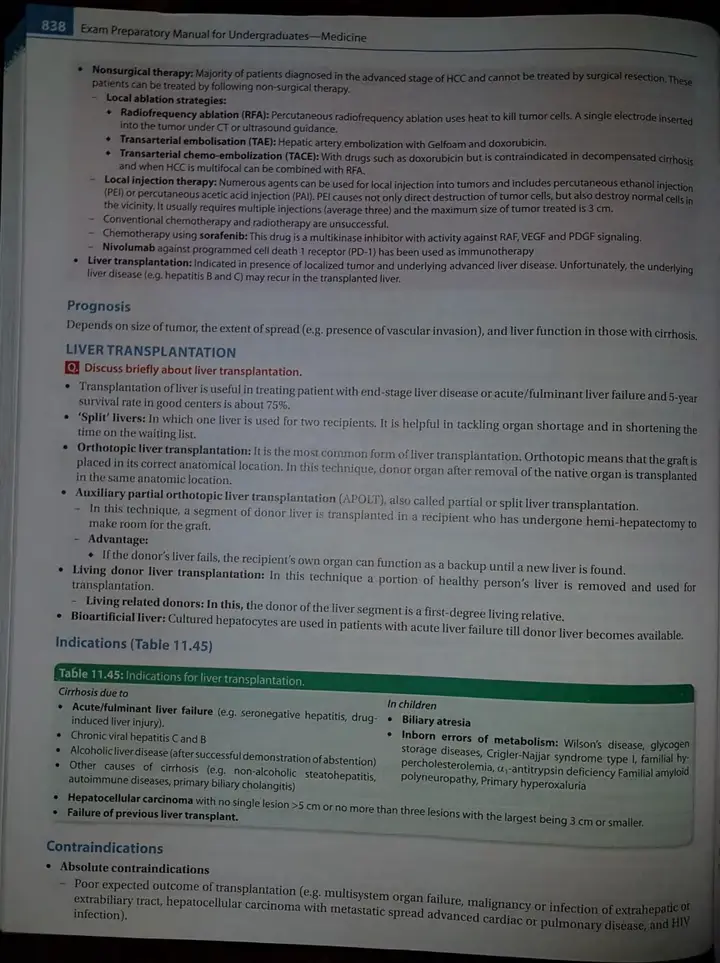 838 Exam Preparatory Manual for Undergraduates—Medicine
• Nonsurgical therapy: Majority of patients diagnosed in the advanced stage of HCC and cannot be treated by surgical resection. These
patients can be treated by following non-surgical therapy.
– Local ablation strategies:
♦ Radiofrequency ablation (RFA): Percutaneous radiofrequency ablation uses heat to kill tumor cells. A single electrode inserted
into the tumor under CT or ultrasound guidance.
♦ Transarterial embolisation (TAE): Hepatic artery embolization with Gelfoam and doxorubicin.
♦ Transarterial chemo-embolization (TACE): With drugs such as doxorubicin but is contraindicated in decompensated cirrhosis
and when HCC is multifocal can be combined with RFA.
– Local injection therapy: Numerous agents can be used for local injection into tumors and includes percutaneous ethanol injection
(PEI) or percutaneous acetic acid injection (PAI). PEI causes not only direct destruction of tumor cells, but also destroy normal cells in
the vicinity. It usually requires multiple injections (average three) and the maximum size of tumor treated is 3 cm.
– Conventional chemotherapy and radiotherapy are unsuccessful.
– Chemotherapy using sorafenib: This drug is a multikinase inhibitor with activity against RAF, VEGF and PDGF signaling.
– Nivolumab against programmed cell death 1 receptor (PD-1) has been used as immunotherapy
• Liver transplantation: Indicated in presence of localized tumor and underlying advanced liver disease. Unfortunately, the underlying
liver disease (e.g. hepatitis B and C) may recur in the transplanted liver.
Prognosis
Depends on size of tumor, the extent of spread (e.g. presence of vascular invasion), and liver function in those with cirrhosis.
LIVER TRANSPLANTATION
Q. Discuss briefly about liver transplantation.
• Transplantation of liver is useful in treating patient with end-stage liver disease or acute/fulminant liver failure and 5-year
survival rate in good centers is about 75%.
• ‘Split’ livers: In which one liver is used for two recipients. It is helpful in tackling organ shortage and in shortening the
time on the waiting list.
• Orthotopic liver transplantation: It is the most common form of liver transplantation. Orthotopic means that the graft is
placed in its correct anatomical location. In this technique, donor organ after removal of the native organ is transplanted
in the same anatomic location.
• Auxiliary partial orthotopic liver transplantation (APOLT), also called partial or split liver transplantation.
– In this technique, a segment of donor liver is transplanted in a recipient who has undergone hemi-hepatectomy to
make room for the graft.
– Advantage:
♦ If the donor's liver fails, the recipient's own organ can function as a backup until a new liver is found.
• Living donor liver transplantation: In this technique a portion of healthy person's liver is removed and used for
transplantation.
– Living related donors: In this, the donor of the liver segment is a first-degree living relative.
• Bioartificial liver: Cultured hepatocytes are used in patients with acute liver failure till donor liver becomes available.
Indications (Table 11.45)
Table 11.45: Indications for liver transplantation.
Cirrhosis due to
• Acute/fulminant liver failure (e.g. seronegative hepatitis, drug-
induced liver injury).
• Chronic viral hepatitis C and B
• Alcoholic liver disease (after successful demonstration of abstention)
• Other causes of cirrhosis (e.g. non-alcoholic steatohepatitis,
autoimmune diseases, primary biliary cholangitis)
In children
• Biliary atresia
• Inborn errors of metabolism: Wilson's disease, glycogen
storage diseases, Crigler-Najjar syndrome type I, familial hy-
percholesterolemia, α1-antitrypsin deficiency Familial amyloid
polyneuropathy, Primary hyperoxaluria
• Hepatocellular carcinoma with no single lesion >5 cm or no more than three lesions with the largest being 3 cm or smaller.
• Failure of previous liver transplant.
Contraindications
• Absolute contraindications
– Poor expected outcome of transplantation (e.g. multisystem organ failure, malignancy or infection of extrahepatic or
extrabiliary tract, hepatocellular carcinoma with metastatic spread advanced cardiac or pulmonary disease, and HIV
infection).